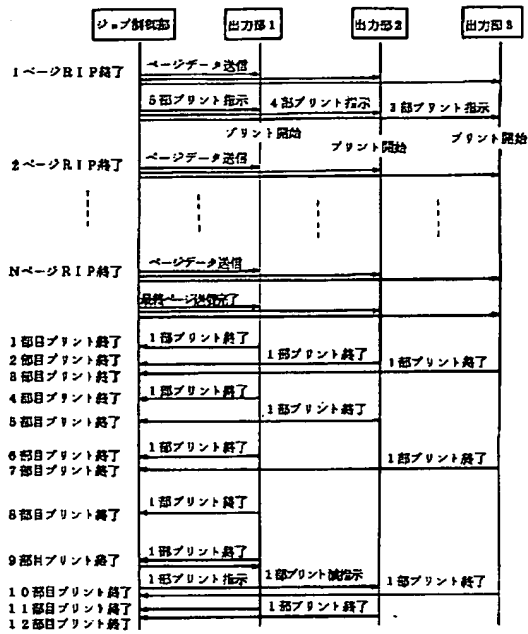 ジョブ制御部 出力部1 出力部2 出力部3
ページデータ送信
1ページRIP終了
5部プリント指示 4部プリント指示 3部プリント指示
プリント開始 プリント開始 プリント開始
ページデータ送信
2ページRIP終了
ページデータ送信
NページRIP終了
最終ページ送信完了
1部目プリント終了 1部プリント終了
2部目プリント終了 1部プリント終了 1部プリント終了
3部目プリント終了
4部目プリント終了 1部プリント終了
5部目プリント終了 1部プリント終了
6部目プリント終了 1部プリント終了 1部プリント終了
7部目プリント終了
8部目プリント終了 1部プリント終了
9部目プリント終了 1部プリント終了
1部プリント指示 1部プリント減指示 1部プリント終了
10部目プリント終了
11部目プリント終了 1部プリント終了
12部目プリント終了